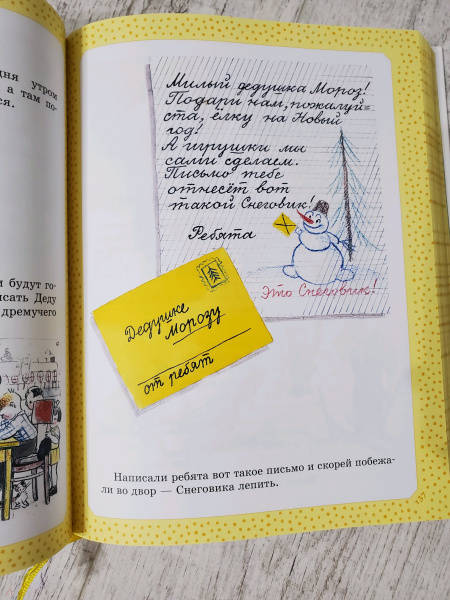 дня утром
а там по-
ся.
и будут го-
исать Деду
дремучего
Милый дедушка Мороз!
Подари нам, пожалуй=
ста, ёлку на Новый
год!
А игрушки мы
сами сделаем.
Письмо тебе
отнесёт вот
такой Снеговик!
Ребята
Это Снеговик!
Дедушке
Морозу
от ребят
Написали ребята вот такое письмо и скорей побежа-
ли во двор — Снеговика лепить.